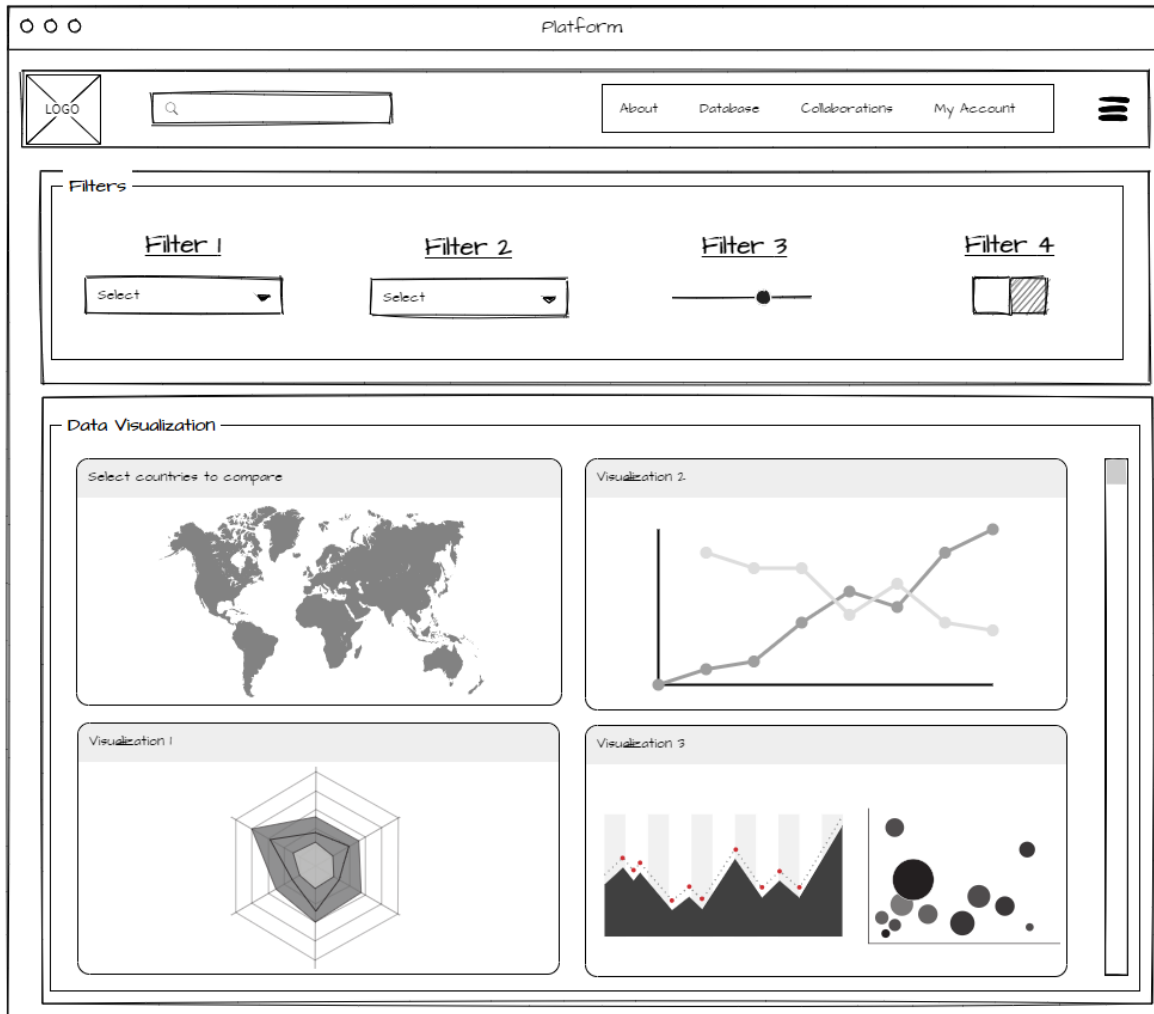 Platform
LOGO
About Database Collaborations My Account
Filters
Filter 1 Filter 2 Filter 3 Filter 4
Select Select
Data Visualization
Select countries to compare
Visualization 2
Visualization 1
Visualization 3